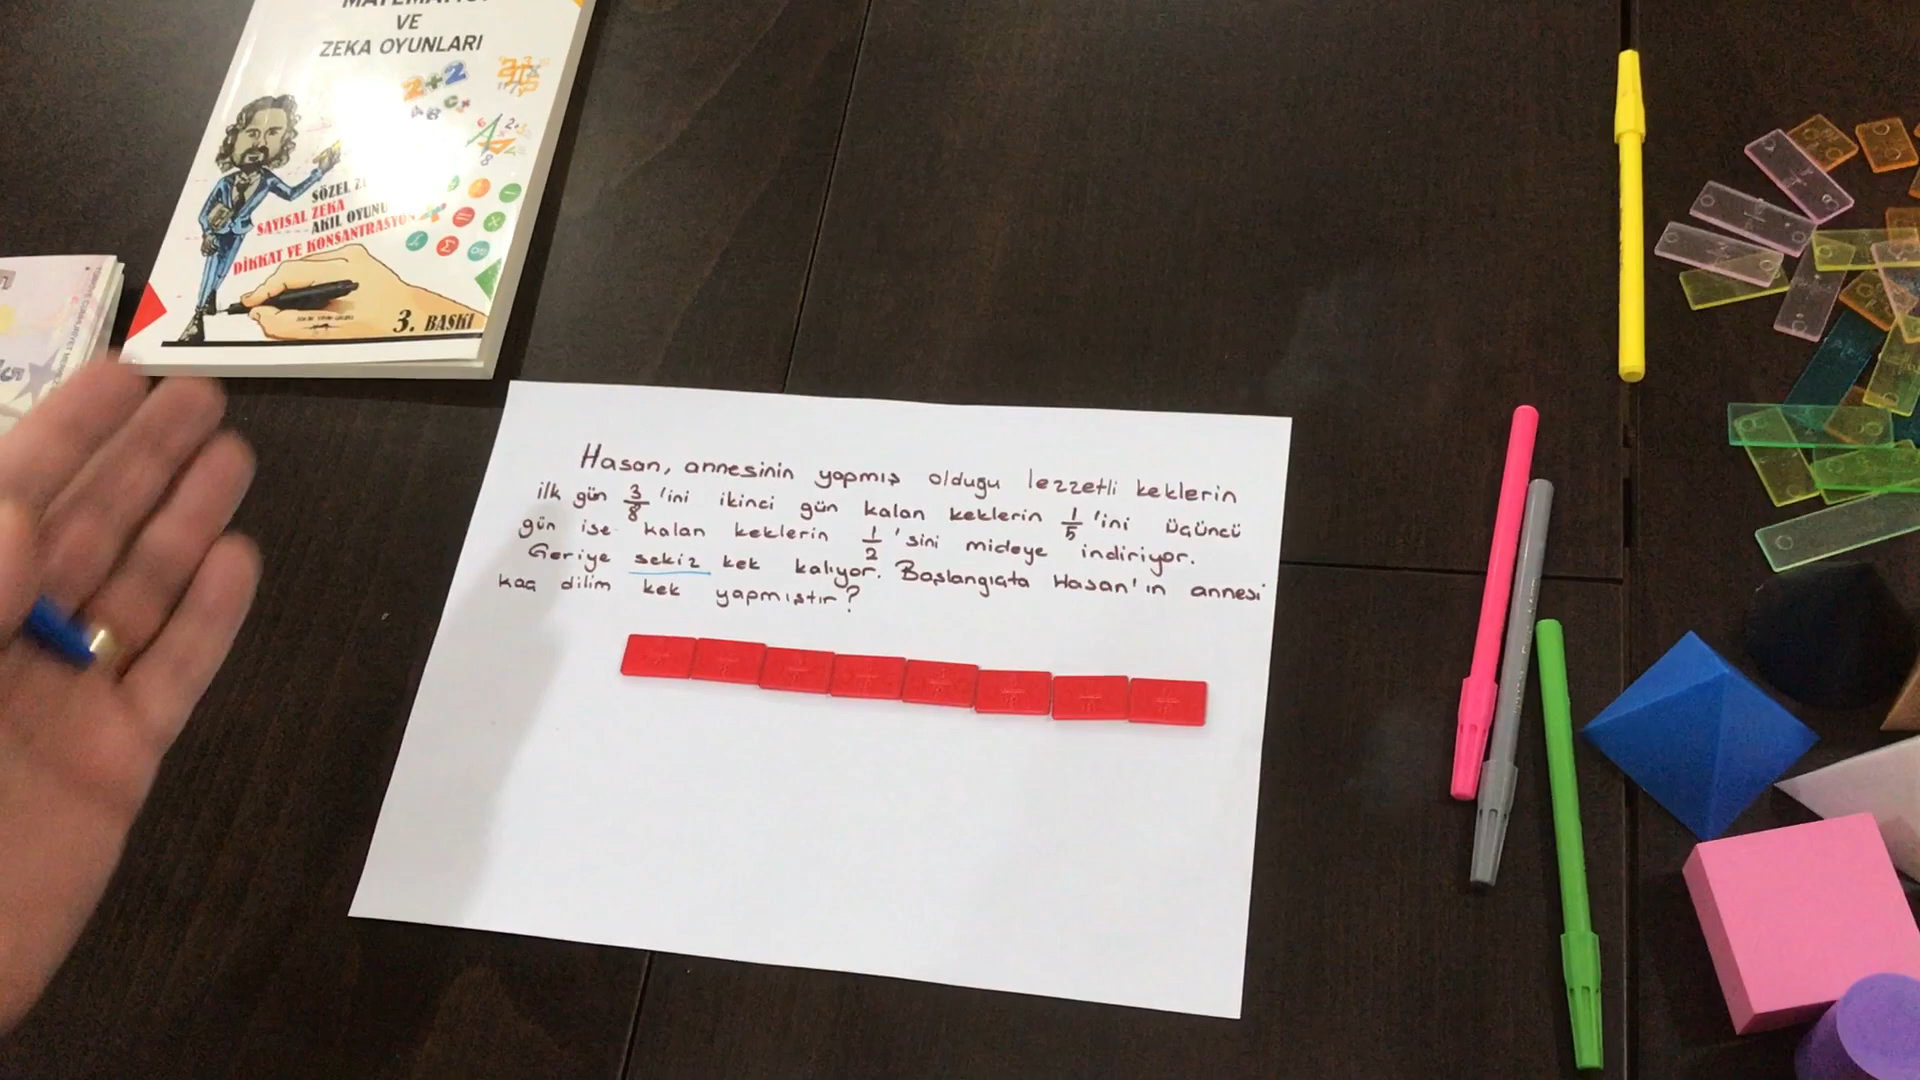 VE
ZEKA OYUNLARI
2+2
SÖZEL
SAYISAL ZEKA
AKIL OYUNU
DİKKAT VE KONSANTRASYON
3. BASKI
Hasan, annesinin yapmış olduğu lezzetli keklerin
ilk gün 3/8 'ini ikinci gün kalan keklerin 1/5 'ini üçüncü
gün ise kalan keklerin 1/2 'sini mideye indiriyor.
Geriye sekiz kek kalıyor. Başlangıçta Hasan'ın annesi
kaç dilim kek yapmıştır?